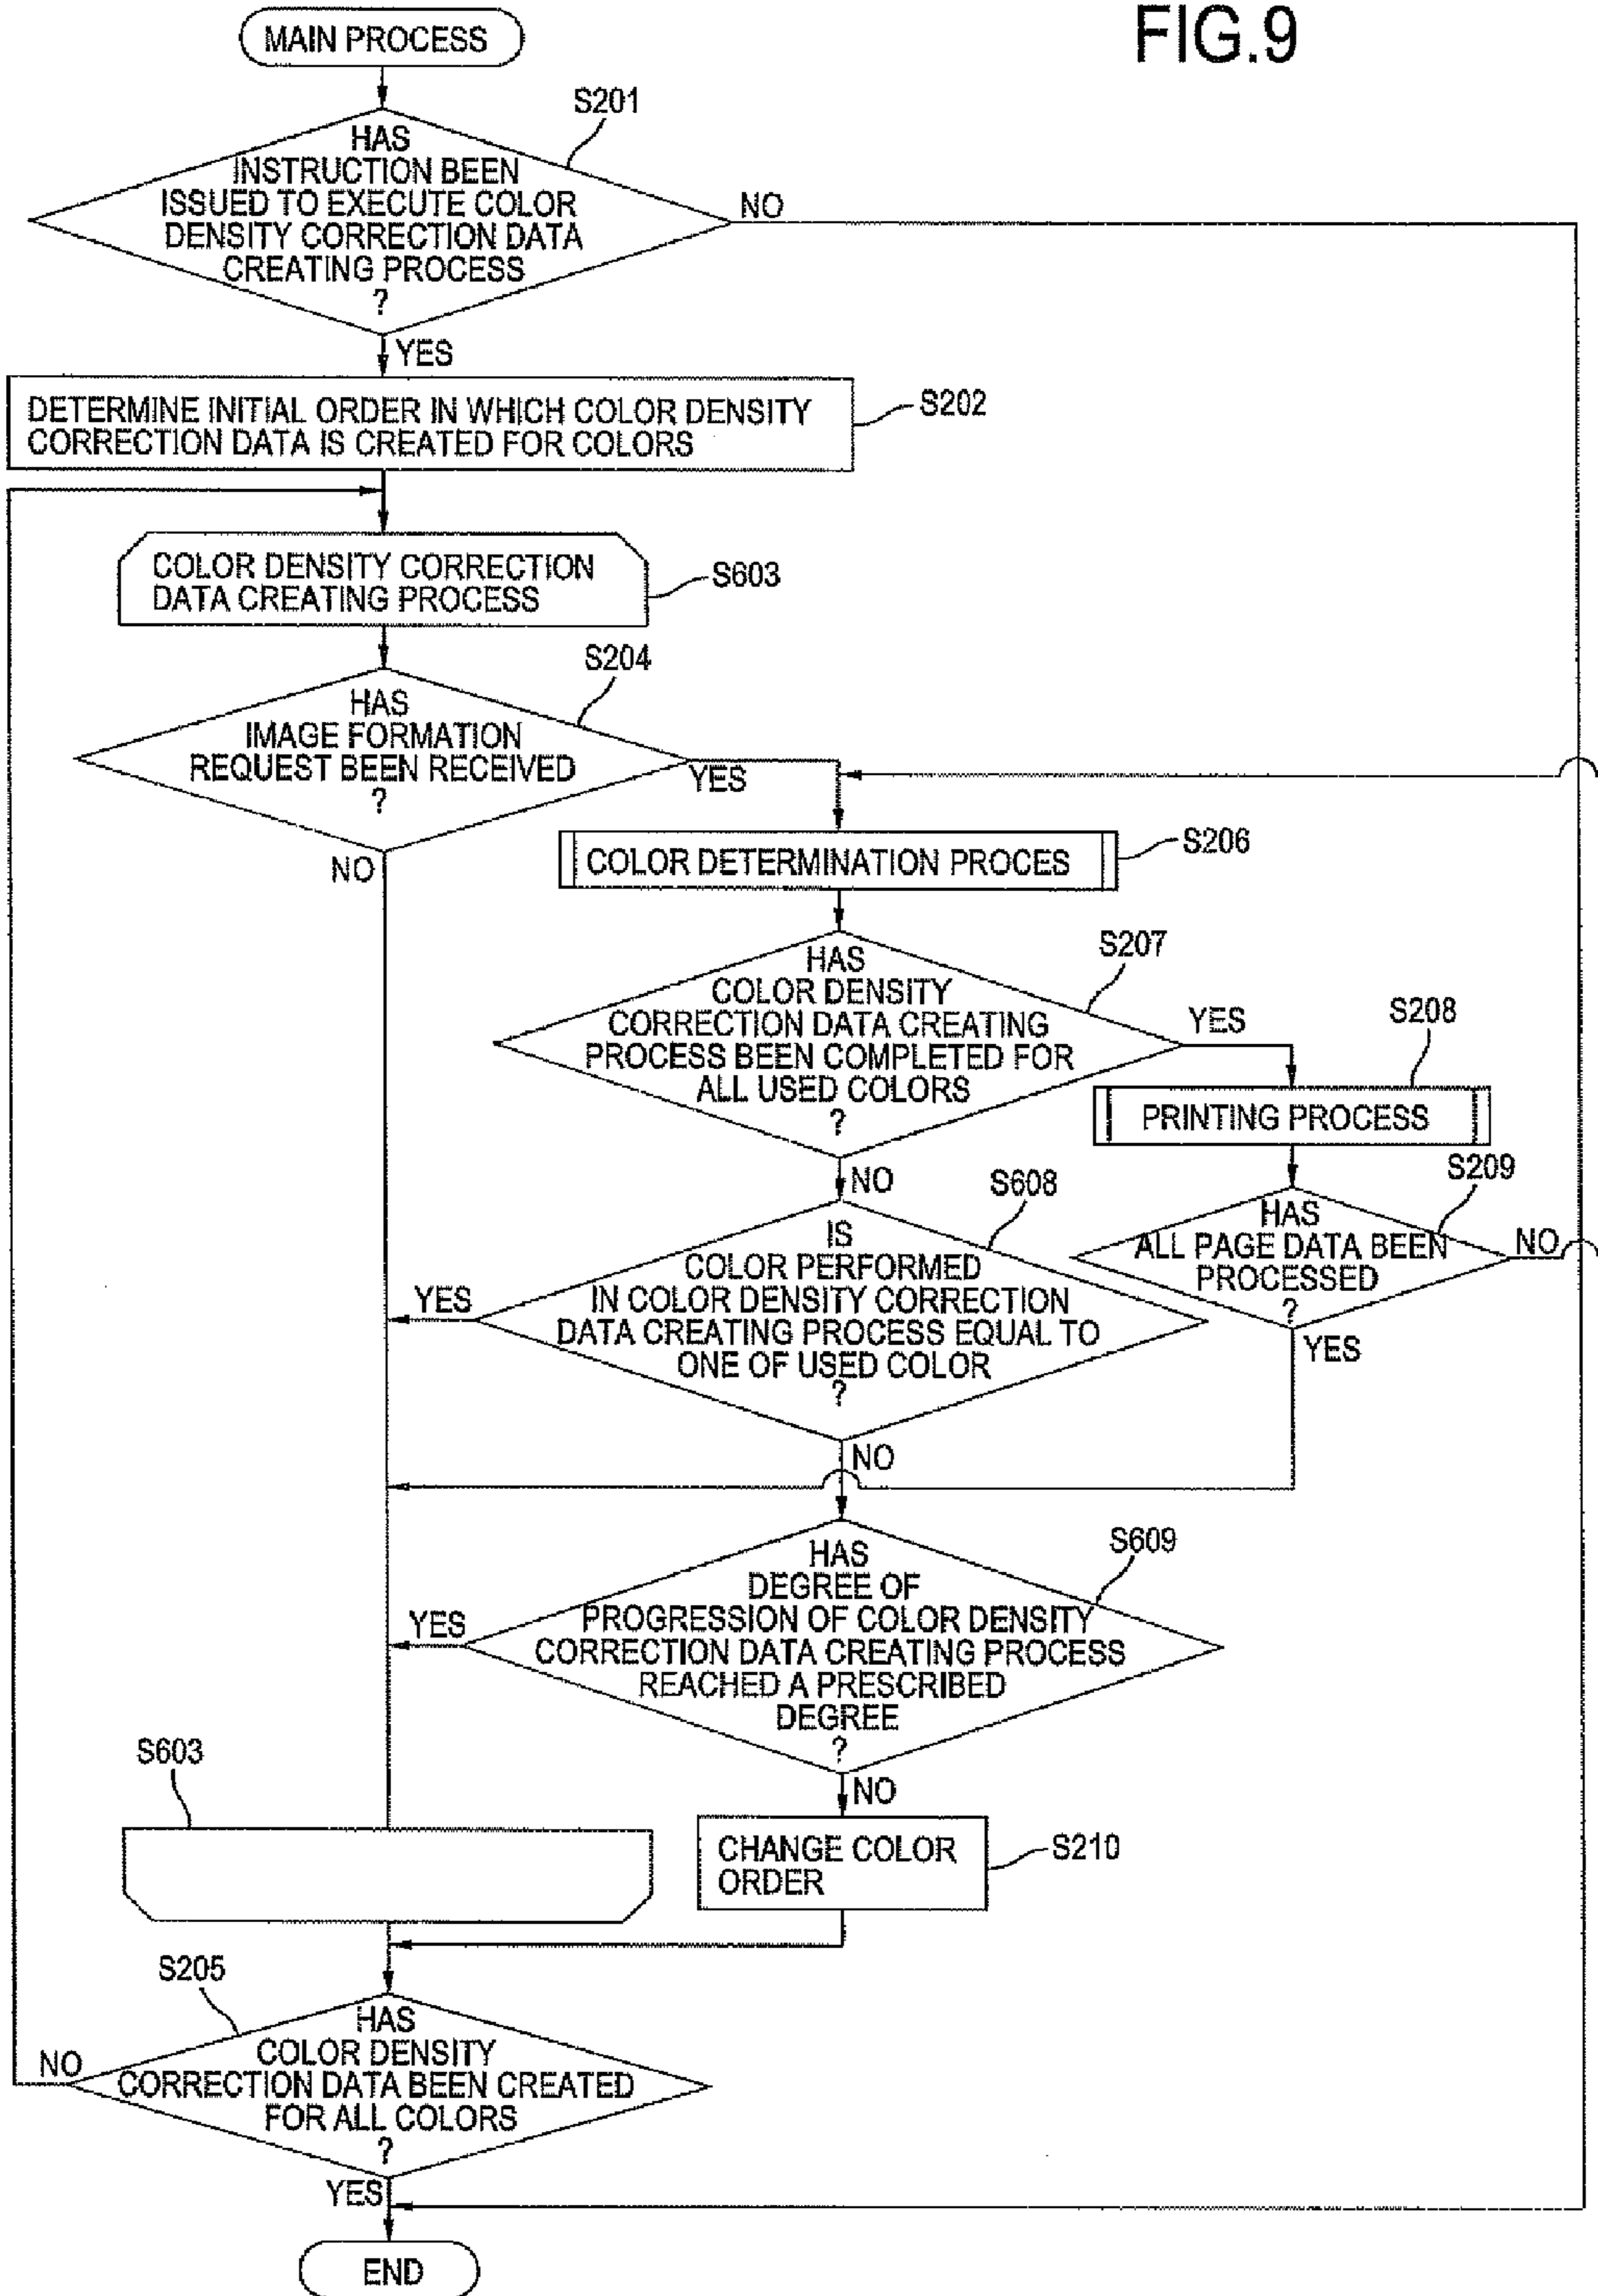 FIG.9
MAIN PROCESS
S201
HAS
INSTRUCTION BEEN
ISSUED TO EXECUTE COLOR
DENSITY CORRECTION DATA
CREATING PROCESS
?
NO
YES
DETERMINE INITIAL ORDER IN WHICH COLOR DENSITY
CORRECTION DATA IS CREATED FOR COLORS
S202
COLOR DENSITY CORRECTION
DATA CREATING PROCESS
S603
S204
HAS
IMAGE FORMATION
REQUEST BEEN RECEIVED
?
YES
NO
COLOR DETERMINATION PROCES
S206
S207
HAS
COLOR DENSITY
CORRECTION DATA CREATING
PROCESS BEEN COMPLETED FOR
ALL USED COLORS
?
YES
S208
PRINTING PROCESS
NO
S209
HAS
ALL PAGE DATA BEEN
PROCESSED
?
NO
YES
S608
IS
COLOR PERFORMED
IN COLOR DENSITY CORRECTION
DATA CREATING PROCESS EQUAL TO
ONE OF USED COLOR
?
YES
NO
S609
HAS
DEGREE OF
PROGRESSION OF COLOR DENSITY
CORRECTION DATA CREATING PROCESS
REACHED A PRESCRIBED
DEGREE
?
YES
NO
S603
CHANGE COLOR
ORDER
S210
S205
HAS
COLOR DENSITY
CORRECTION DATA BEEN CREATED
FOR ALL COLORS
?
NO
YES
END